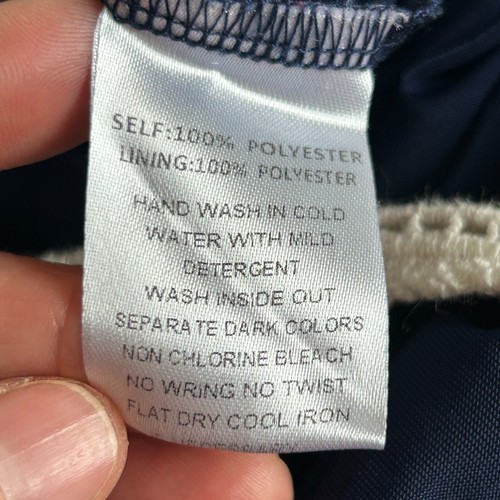 SELF:100% POLYESTER
LINING:100% POLYESTER
HAND WASH IN COLD
WATER WITH MILD
DETERGENT
WASH INSIDE OUT
SEPARATE DARK COLORS
NON CHLORINE BLEACH
NO WRING NO TWIST
FLAT DRY COOL IRON